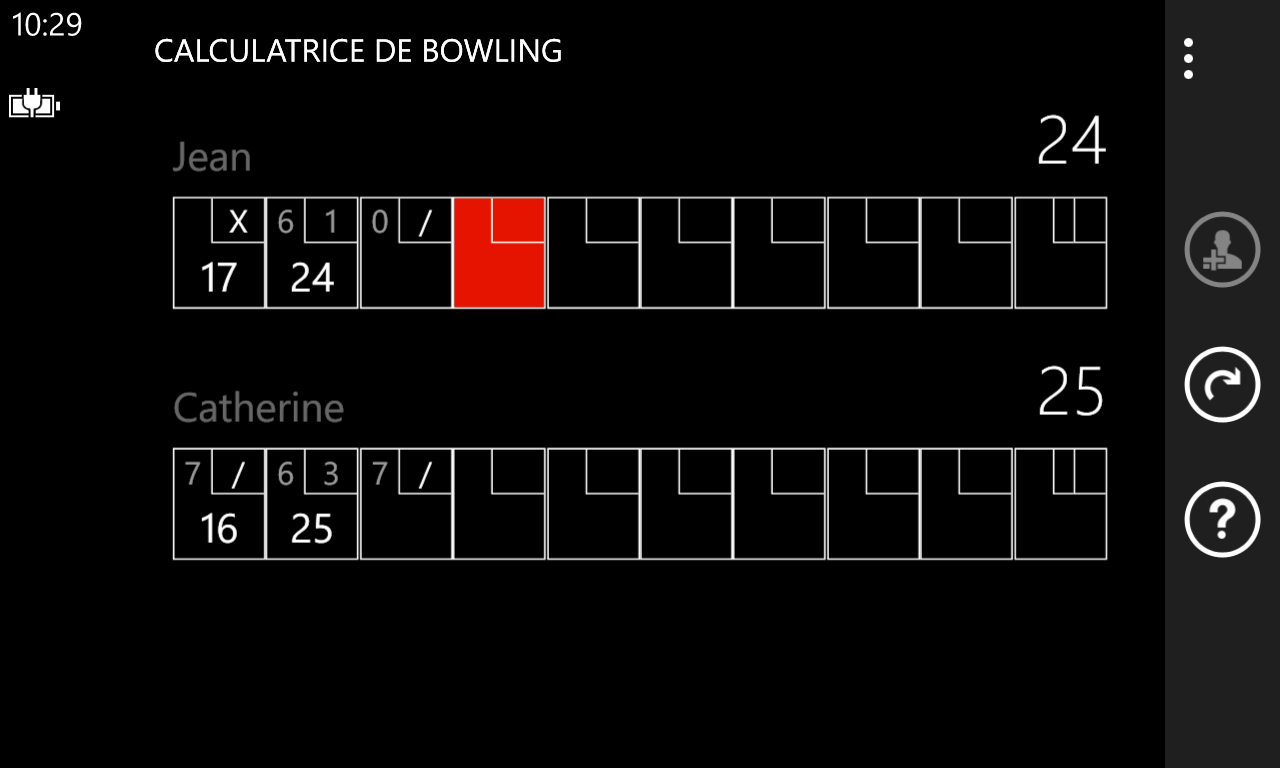 10:29
CALCULATRICE DE BOWLING
Jean
24
X 6 1 0 /
17 24
Catherine
25
7 / 6 3 7 /
16 25
?